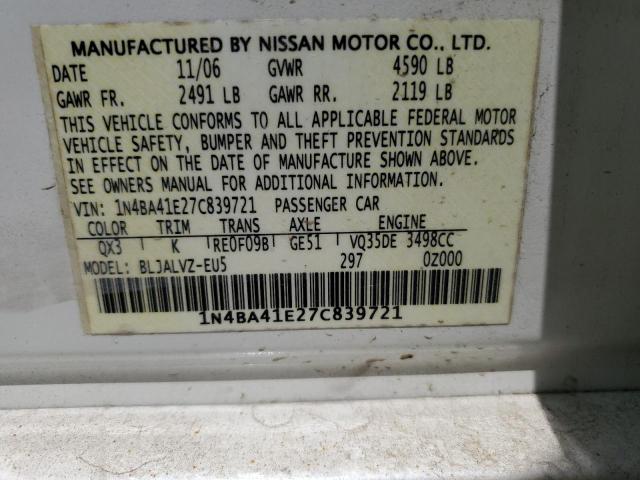 MANUFACTURED BY NISSAN MOTOR CO., LTD.
DATE 11/06 GVWR 4590 LB
GAWR FR. 2491 LB GAWR RR. 2119 LB
THIS VEHICLE CONFORMS TO ALL APPLICABLE FEDERAL MOTOR
VEHICLE SAFETY, BUMPER AND THEFT PREVENTION STANDARDS
IN EFFECT ON THE DATE OF MANUFACTURE SHOWN ABOVE.
SEE OWNERS MANUAL FOR ADDITIONAL INFORMATION.
VIN: 1N4BA41E27C839721 PASSENGER CAR
COLOR TRIM TRANS AXLE ENGINE
QX3 K RE0F09B GE51 VQ35DE 3498CC
MODEL: BLJALVZ-EU5 297 0Z000
1N4BA41E27C839721